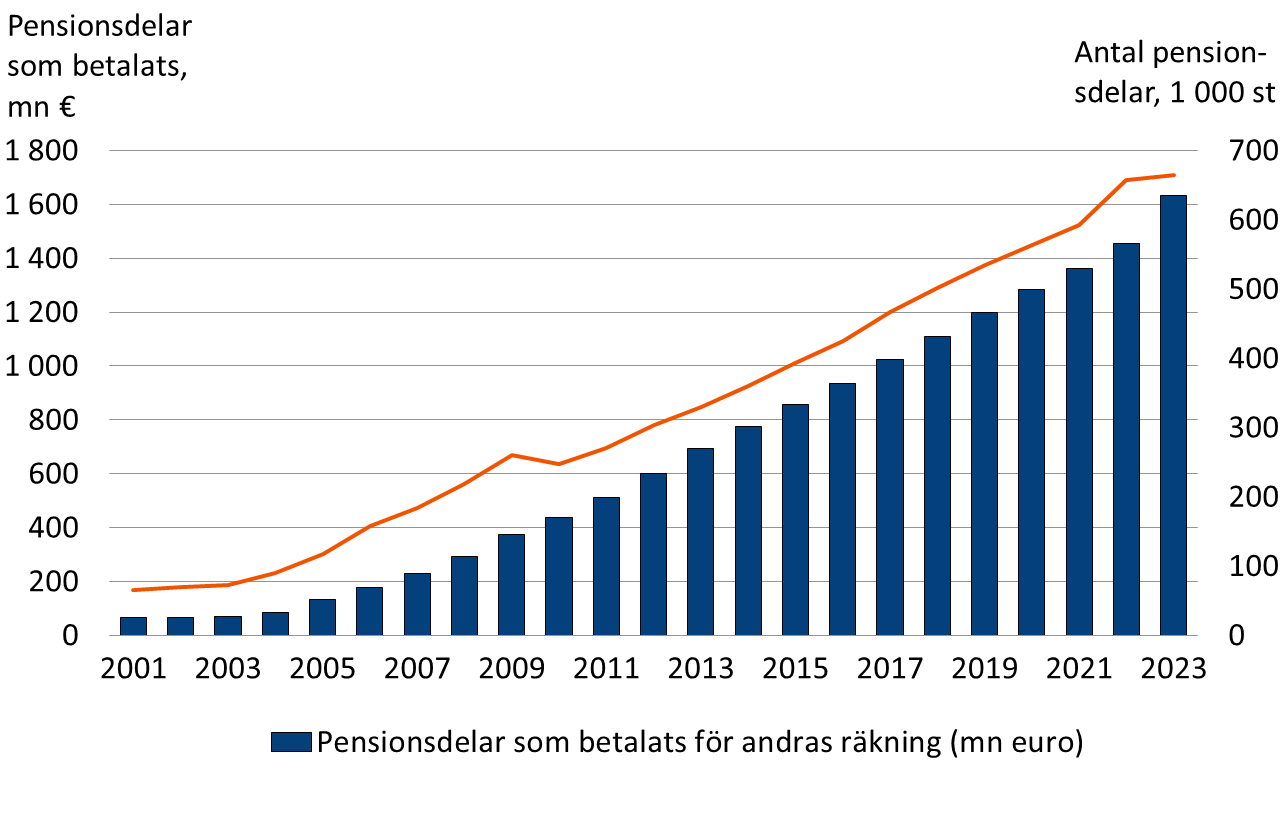 Pensionsdelar
som betalats,
mn €
Antal pension-
sdelar, 1 000 st
1 800
1 600
1 400
1 200
1 000
800
600
400
200
0
700
600
500
400
300
200
100
0
2001 2003 2005 2007 2009 2011 2013 2015 2017 2019 2021 2023
Pensionsdelar som betalats för andras räkning (mn euro)